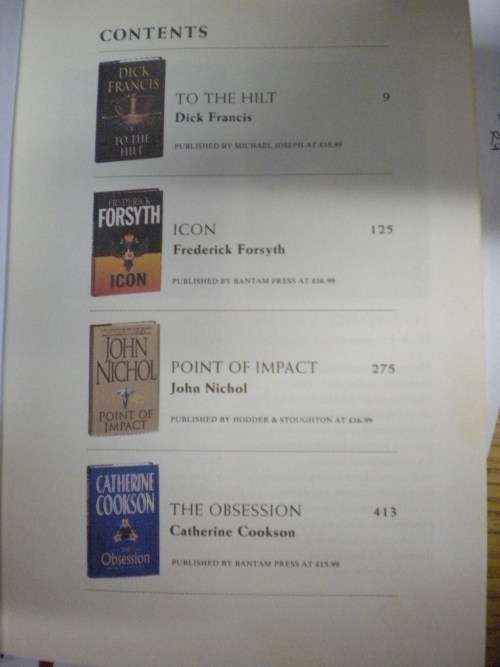 CONTENTS
DICK
FRANCIS
TO THE
HILT
TO THE HILT 9
Dick Francis
PUBLISHED BY MICHAEL JOSEPH AT £15.99
FREDERICK
FORSYTH
ICON
ICON 125
Frederick Forsyth
PUBLISHED BY BANTAM PRESS AT £16.99
JOHN
NICHOL
POINT OF
IMPACT
POINT OF IMPACT 275
John Nichol
PUBLISHED BY HODDER & STOUGHTON AT £16.99
CATHERINE
COOKSON
THE
Obsession
THE OBSESSION 413
Catherine Cookson
PUBLISHED BY BANTAM PRESS AT £15.99